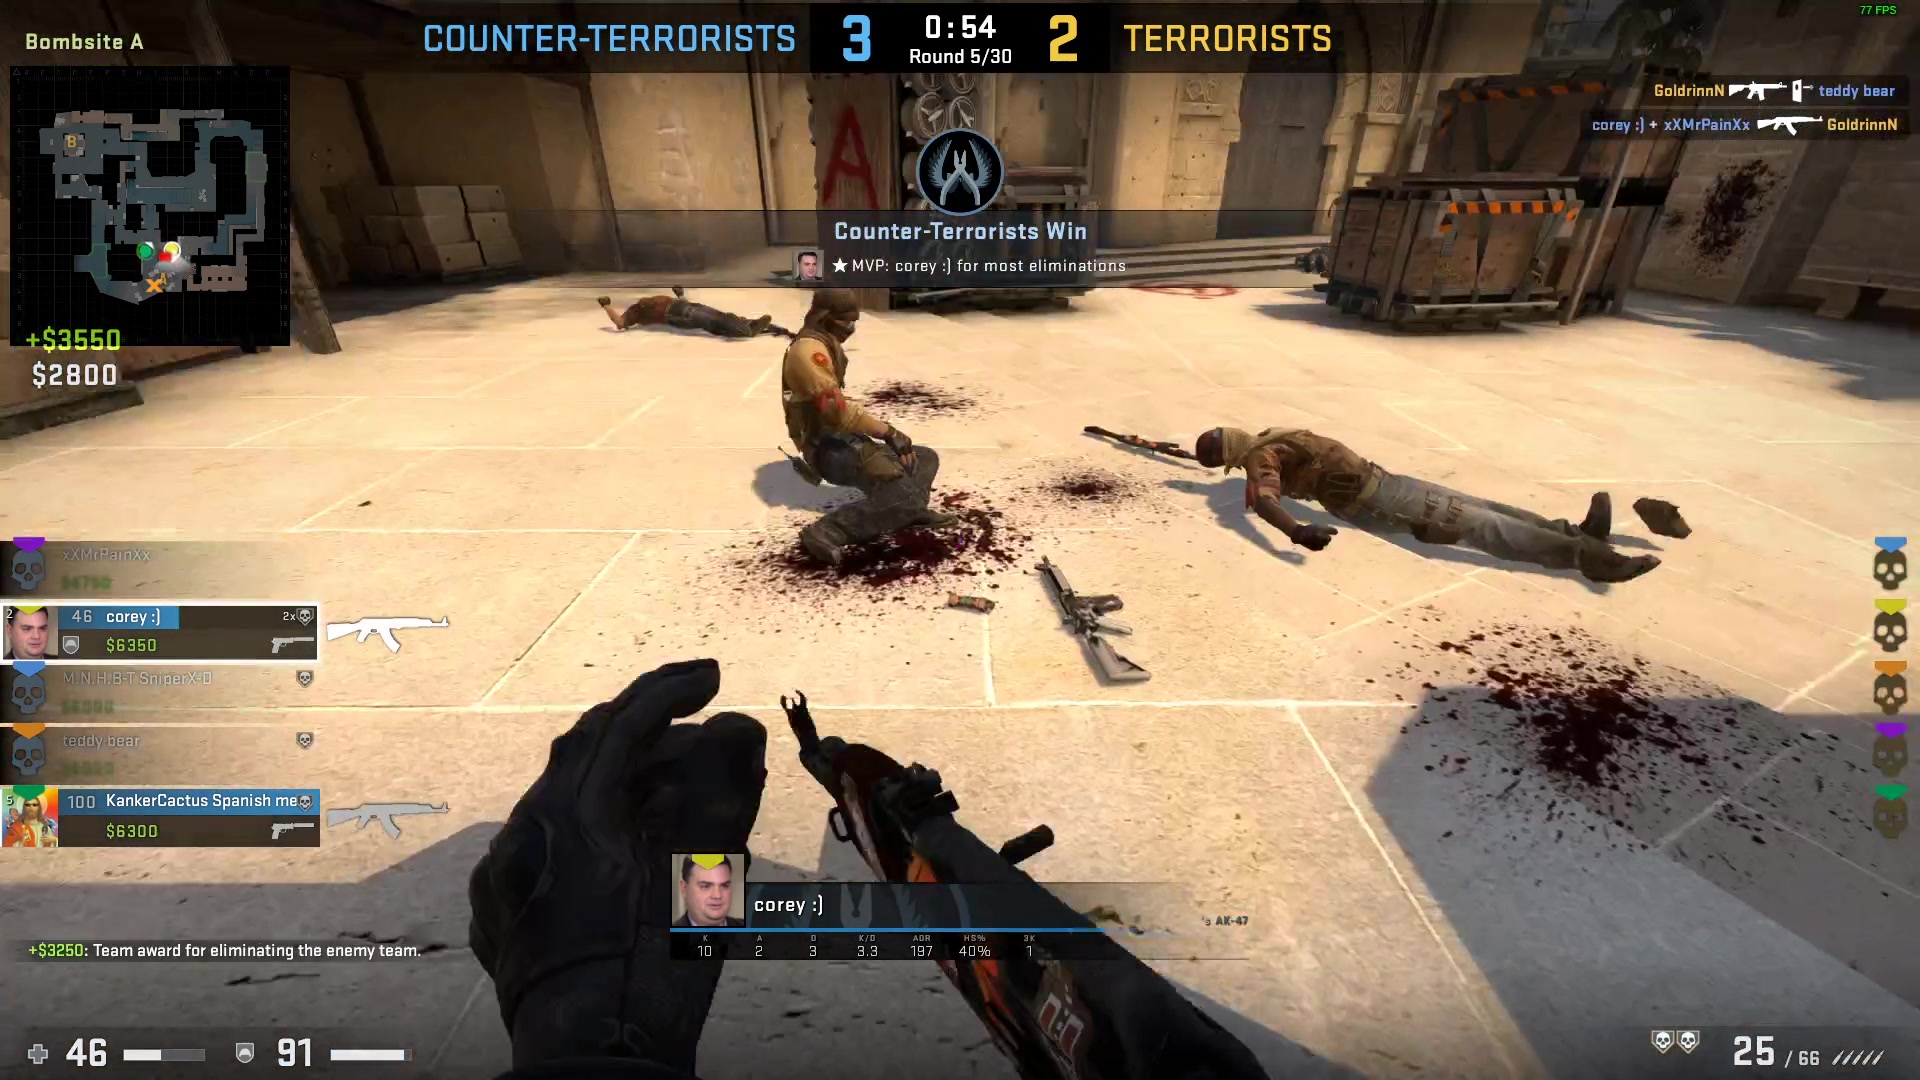 77 FPS
Bombsite A
COUNTER-TERRORISTS 3 0:54 2 TERRORISTS
Round 5/30
GoldrinnN teddy bear
corey :) + xXMrPainXx GoldrinnN
A
B
Counter-Terrorists Win
★ MVP: corey :) for most eliminations
+$3550
$2800
xXMrPainXx
2 46 corey :) 2x
$6350
M.N.H.B-T SniperX-D
teddy bear
5 100 KankerCactus Spanish me
$6300
corey :)
's AK-47
K A D K/D ADR HS% 3K
10 2 3 3.3 197 40% 1
+$3250: Team award for eliminating the enemy team.
46 91 25 / 66